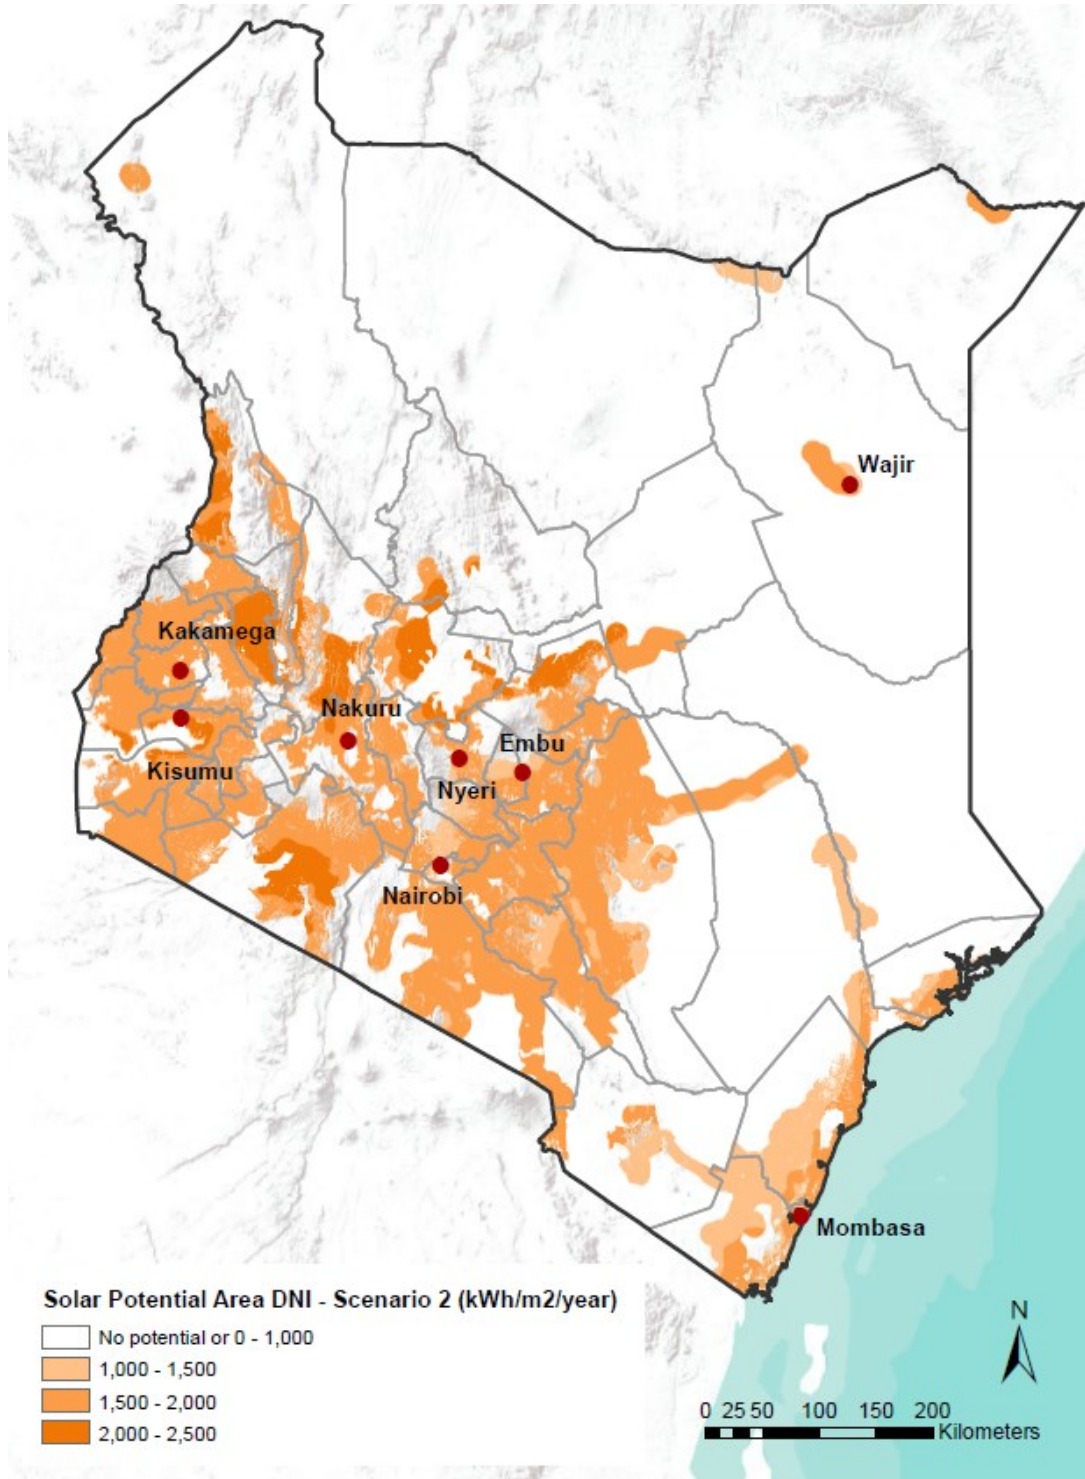 Wajir
Kakamega
Nakuru
Embu
Kisumu
Nyeri
Nairobi
Mombasa
Solar Potential Area DNI - Scenario 2 (kWh/m2/year)
No potential or 0 - 1,000
1,000 - 1,500
1,500 - 2,000
2,000 - 2,500
N
0 25 50 100 150 200
Kilometers